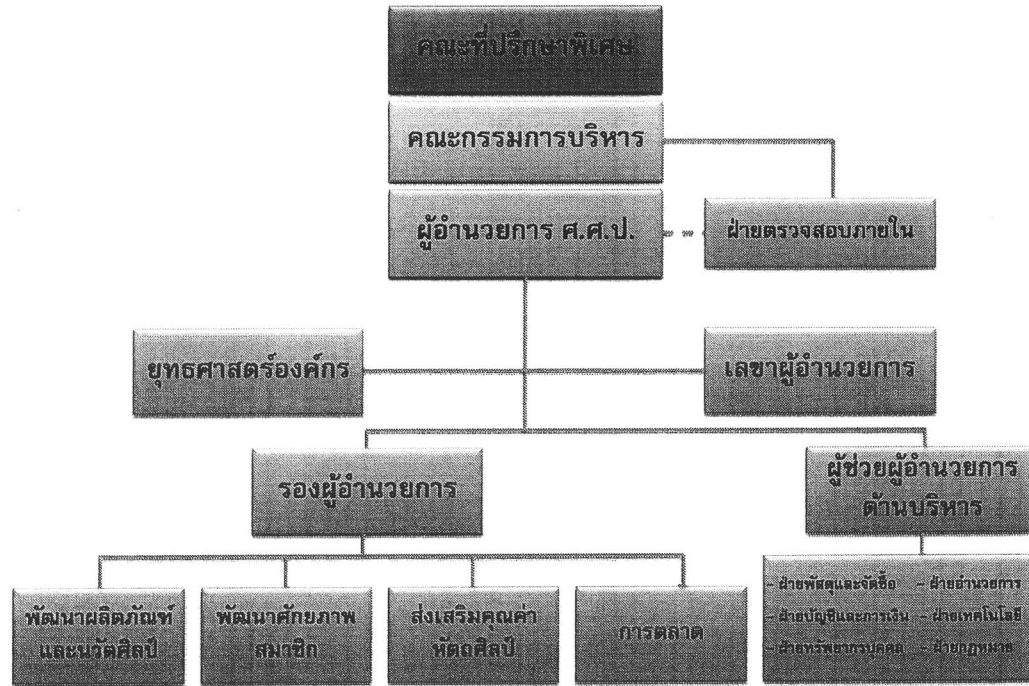 คณะที่ปรึกษาพิเศษ
คณะกรรมการบริหาร
ผู้อำนวยการ ศ.ศ.ป.
ฝ่ายตรวจสอบภายใน
ยุทธศาสตร์องค์กร
เลขาผู้อำนวยการ
รองผู้อำนวยการ
ผู้ช่วยผู้อำนวยการ
ด้านบริหาร
พัฒนาผลิตภัณฑ์
และนวัตศิลป์
พัฒนาศักยภาพ
สมาชิก
ส่งเสริมคุณค่า
หัตถศิลป์
การตลาด
- ฝ่ายพัสดุและจัดซื้อ - ฝ่ายอำนวยการ
- ฝ่ายบัญชีและการเงิน - ฝ่ายเทคโนโลยี
- ฝ่ายทรัพยากรบุคคล - ฝ่ายกฎหมาย